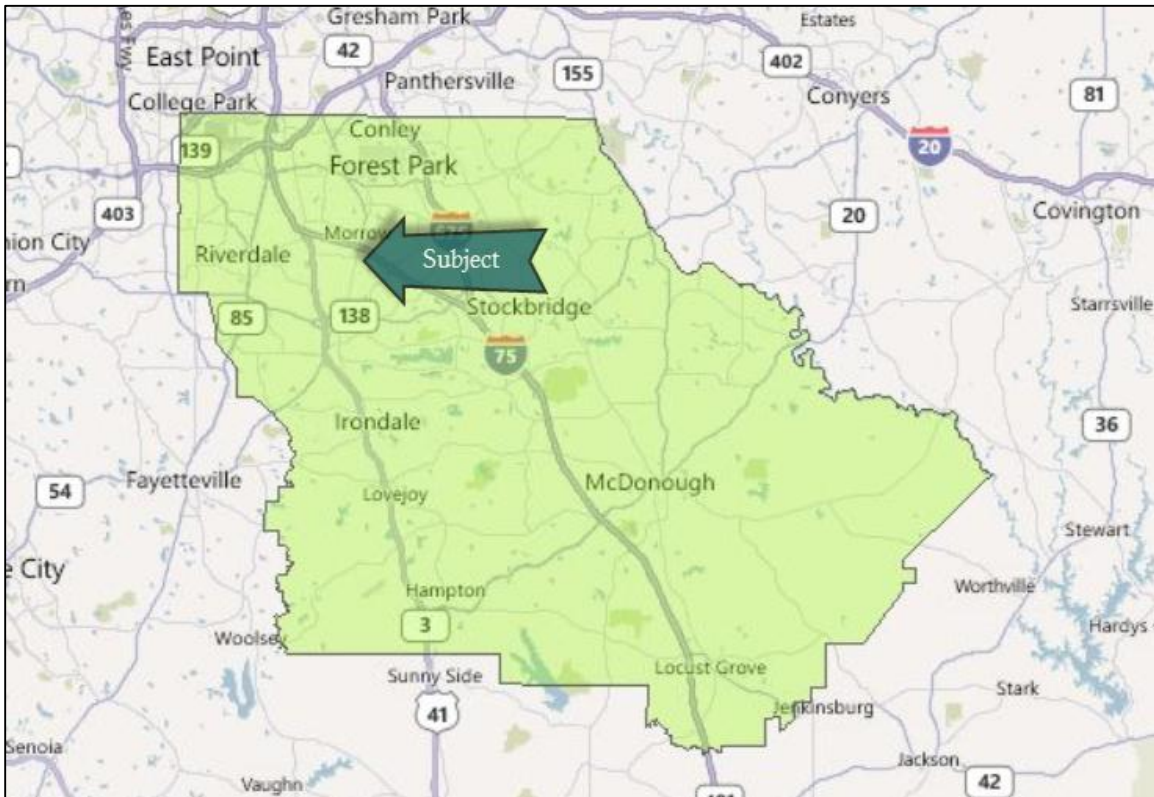 Gresham Park
Estates
42
East Point
402
155
Panthersville
College Park
Conyers
81
Conley
139
20
Forest Park
403
20
Covington
Morrow
Riverdale
Subject
Stockbridge
Starrsville
85
138
75
36
Irondale
McDonough
Fayetteville
54
Lovejoy
Stewart
City
Hampton
Worthville
3
Hardys
Woolsey
Locust Grove
Sunny Side
Stark
41
Jenkinsburg
Senoia
Jackson
Vaughn
42